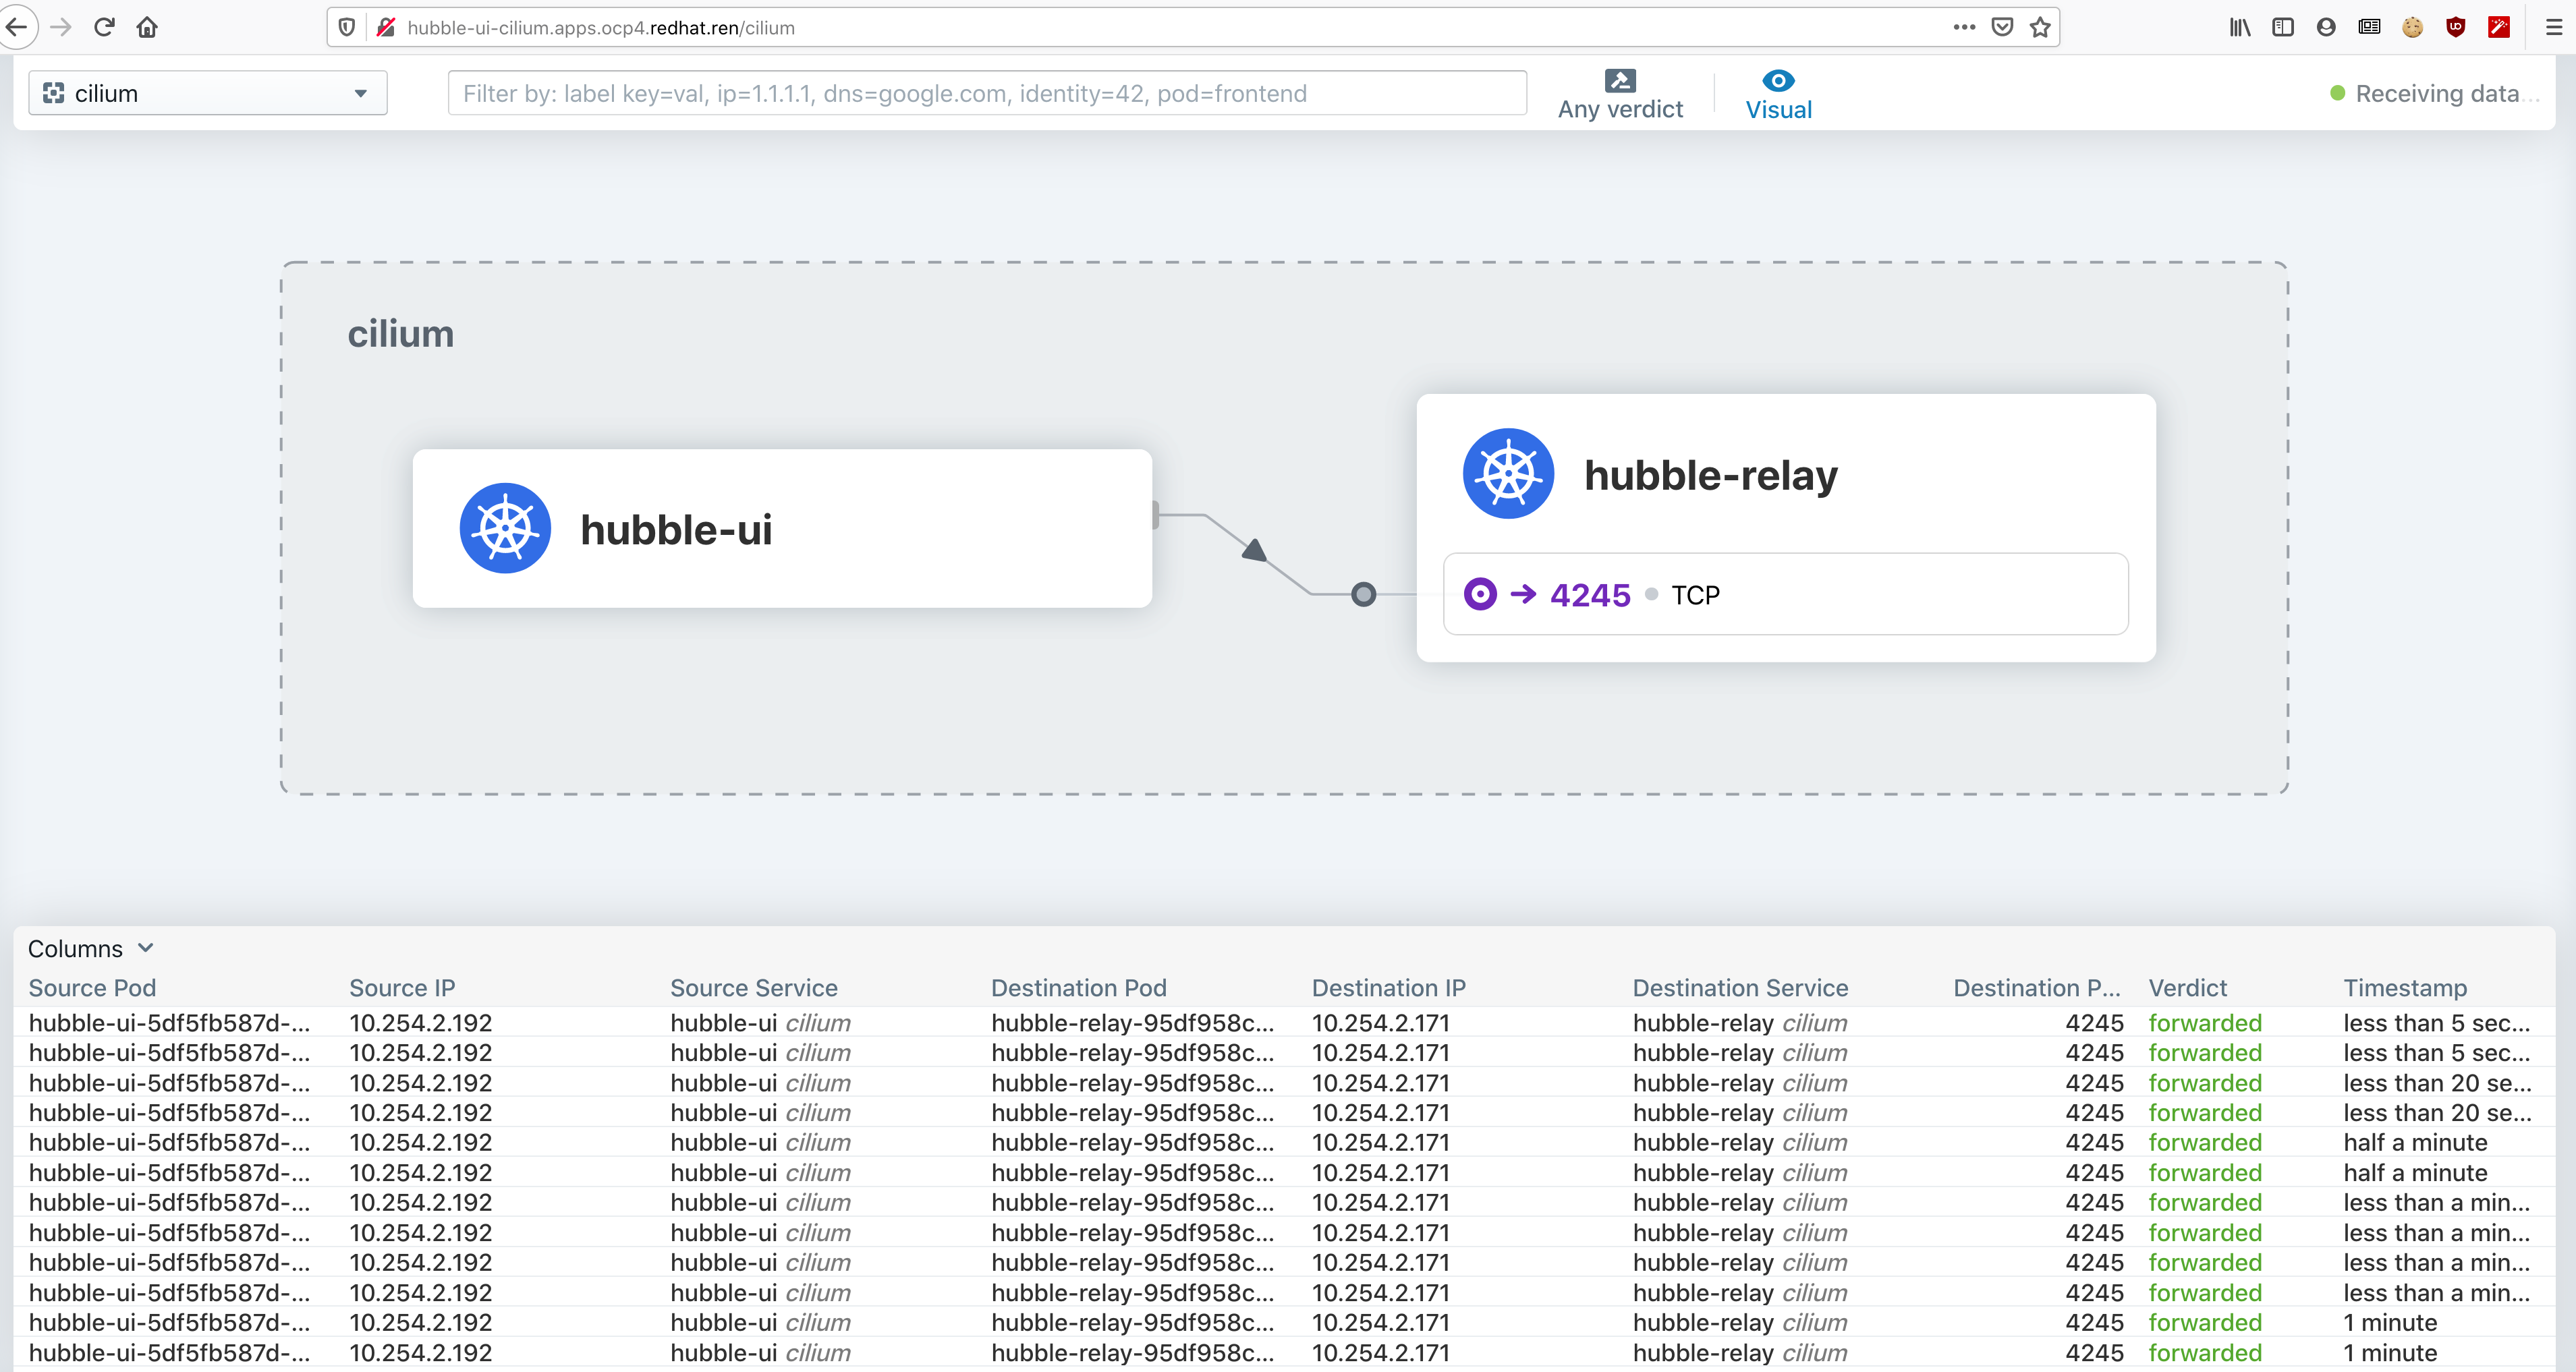 hubble-ui-cilium.apps.ocp4.redhat.ren/cilium
cilium
Filter by: label key=val, ip=1.1.1.1, dns=google.com, identity=42, pod=frontend
Any verdict
Visual
Receiving data...
cilium
hubble-ui
hubble-relay
4245 TCP
Columns
Source Pod Source IP Source Service Destination Pod Destination IP Destination Service Destination P... Verdict Timestamp
hubble-ui-5df5fb587d-... 10.254.2.192 hubble-ui cilium hubble-relay-95df958c... 10.254.2.171 hubble-relay cilium 4245 forwarded less than 5 sec...
hubble-ui-5df5fb587d-... 10.254.2.192 hubble-ui cilium hubble-relay-95df958c... 10.254.2.171 hubble-relay cilium 4245 forwarded less than 5 sec...
hubble-ui-5df5fb587d-... 10.254.2.192 hubble-ui cilium hubble-relay-95df958c... 10.254.2.171 hubble-relay cilium 4245 forwarded less than 20 se...
hubble-ui-5df5fb587d-... 10.254.2.192 hubble-ui cilium hubble-relay-95df958c... 10.254.2.171 hubble-relay cilium 4245 forwarded less than 20 se...
hubble-ui-5df5fb587d-... 10.254.2.192 hubble-ui cilium hubble-relay-95df958c... 10.254.2.171 hubble-relay cilium 4245 forwarded half a minute
hubble-ui-5df5fb587d-... 10.254.2.192 hubble-ui cilium hubble-relay-95df958c... 10.254.2.171 hubble-relay cilium 4245 forwarded half a minute
hubble-ui-5df5fb587d-... 10.254.2.192 hubble-ui cilium hubble-relay-95df958c... 10.254.2.171 hubble-relay cilium 4245 forwarded less than a min...
hubble-ui-5df5fb587d-... 10.254.2.192 hubble-ui cilium hubble-relay-95df958c... 10.254.2.171 hubble-relay cilium 4245 forwarded less than a min...
hubble-ui-5df5fb587d-... 10.254.2.192 hubble-ui cilium hubble-relay-95df958c... 10.254.2.171 hubble-relay cilium 4245 forwarded less than a min...
hubble-ui-5df5fb587d-... 10.254.2.192 hubble-ui cilium hubble-relay-95df958c... 10.254.2.171 hubble-relay cilium 4245 forwarded less than a min...
hubble-ui-5df5fb587d-... 10.254.2.192 hubble-ui cilium hubble-relay-95df958c... 10.254.2.171 hubble-relay cilium 4245 forwarded 1 minute
hubble-ui-5df5fb587d-... 10.254.2.192 hubble-ui cilium hubble-relay-95df958c... 10.254.2.171 hubble-relay cilium 4245 forwarded 1 minute